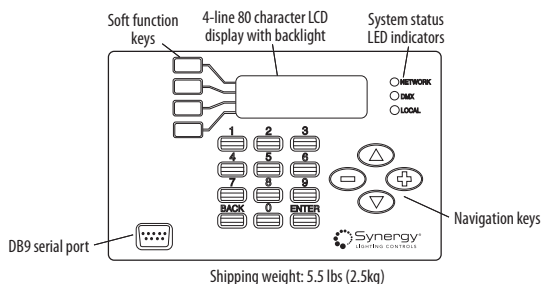 Soft function
keys
4-line 80 character LCD
display with backlight
System status
LED indicators
NETWORK
DMX
LOCAL
1 2 3
4 5 6
7 8 9
BACK 0 ENTER
Navigation keys
DB9 serial port
Synergy
LIGHTING CONTROLS
Shipping weight: 5.5 lbs (2.5kg)